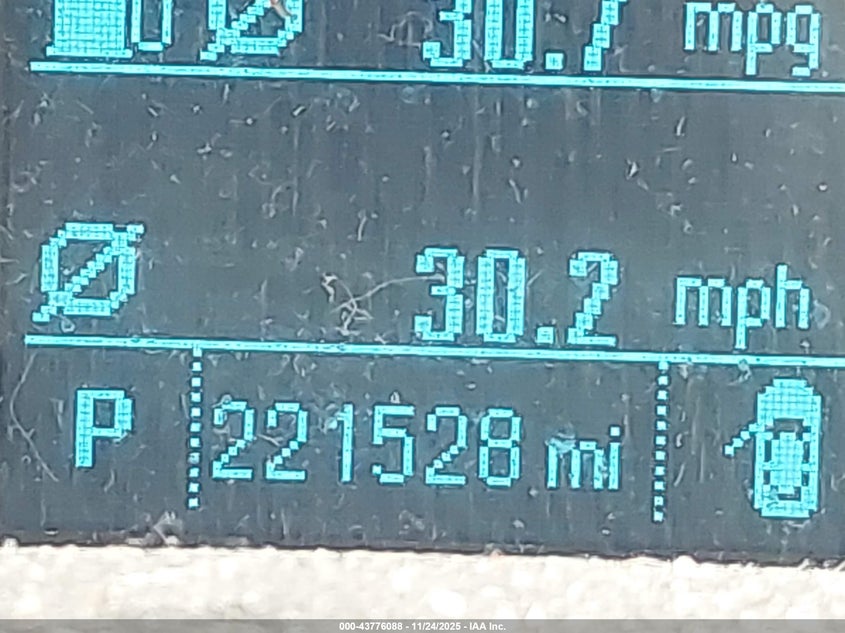 Ø 30.7 mpg
Ø 30.2 mph
P 221528 mi
000-43776088 - 11/24/2025 - IAA Inc.